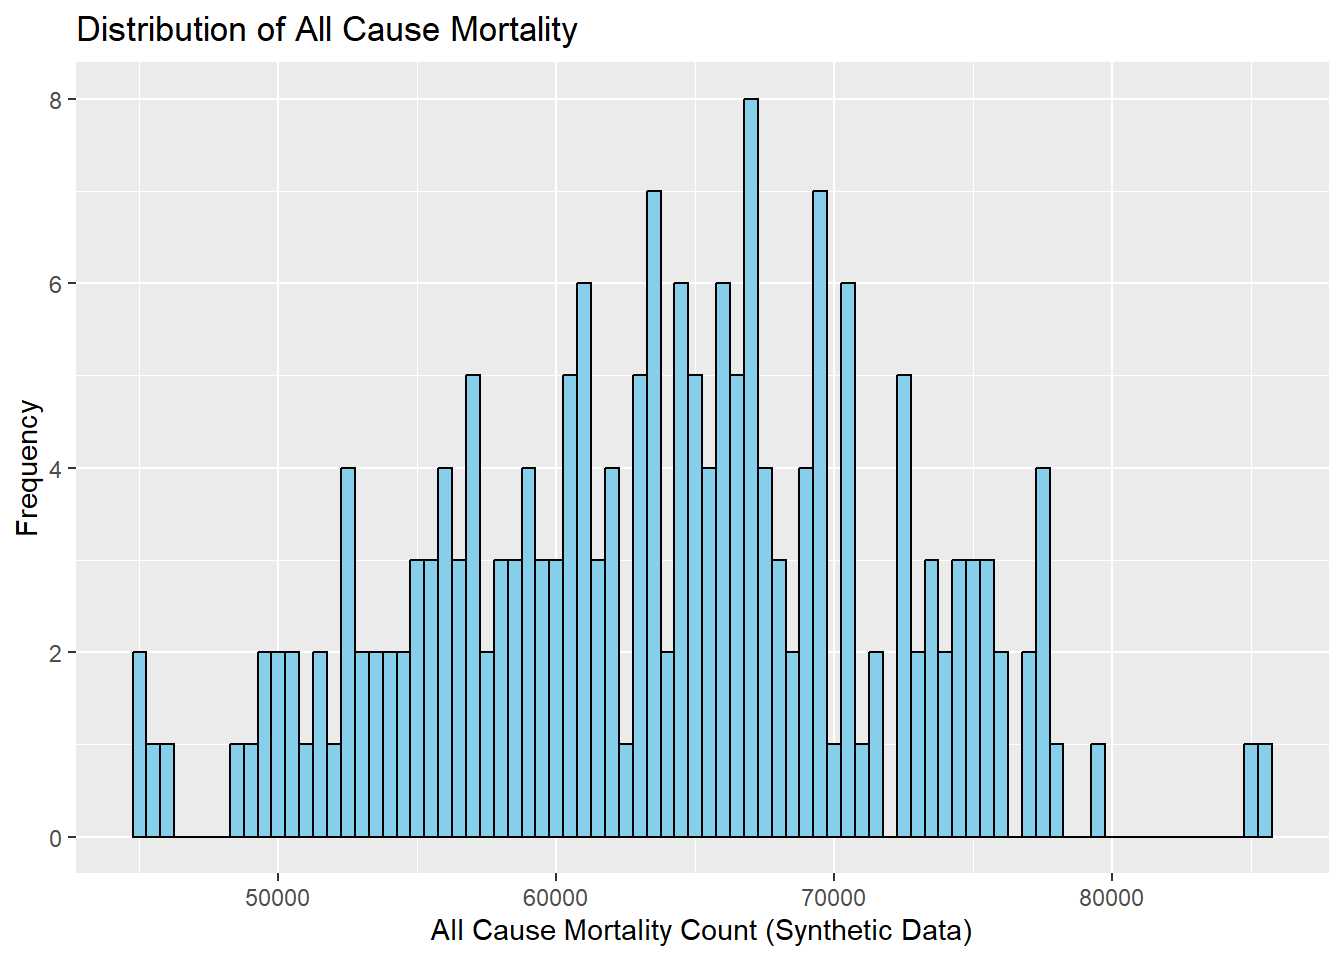 Distribution of All Cause Mortality
8
6
4
2
0
Frequency
50000 60000 70000 80000
All Cause Mortality Count (Synthetic Data)